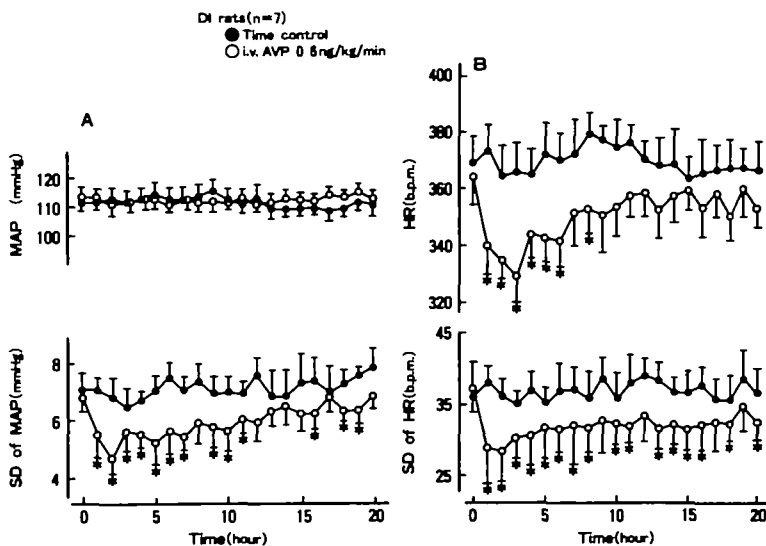 DI rats(n=7)
Time control
i.v. AVP 0 6ng/kg/min
A
MAP (mmHg)
120
110
100
SD of MAP(mmHg)
8
6
4
0 5 10 15 20
Time(hour)
B
HR(b.p.m.)
400
380
360
340
320
* * * * * * *
SD of HR(b.p.m.)
45
35
25
0 5 10 15 20
Time(hour)